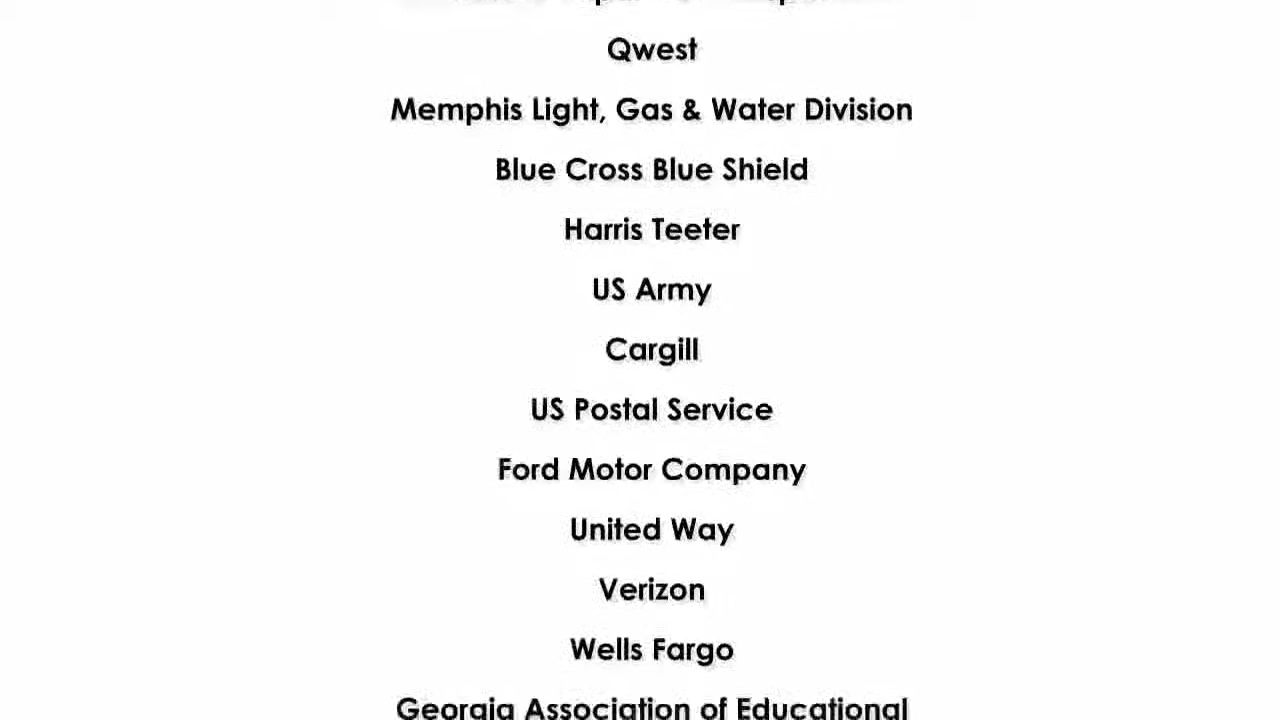 Qwest
Memphis Light, Gas & Water Division
Blue Cross Blue Shield
Harris Teeter
US Army
Cargill
US Postal Service
Ford Motor Company
United Way
Verizon
Wells Fargo
Georgia Association of Educational